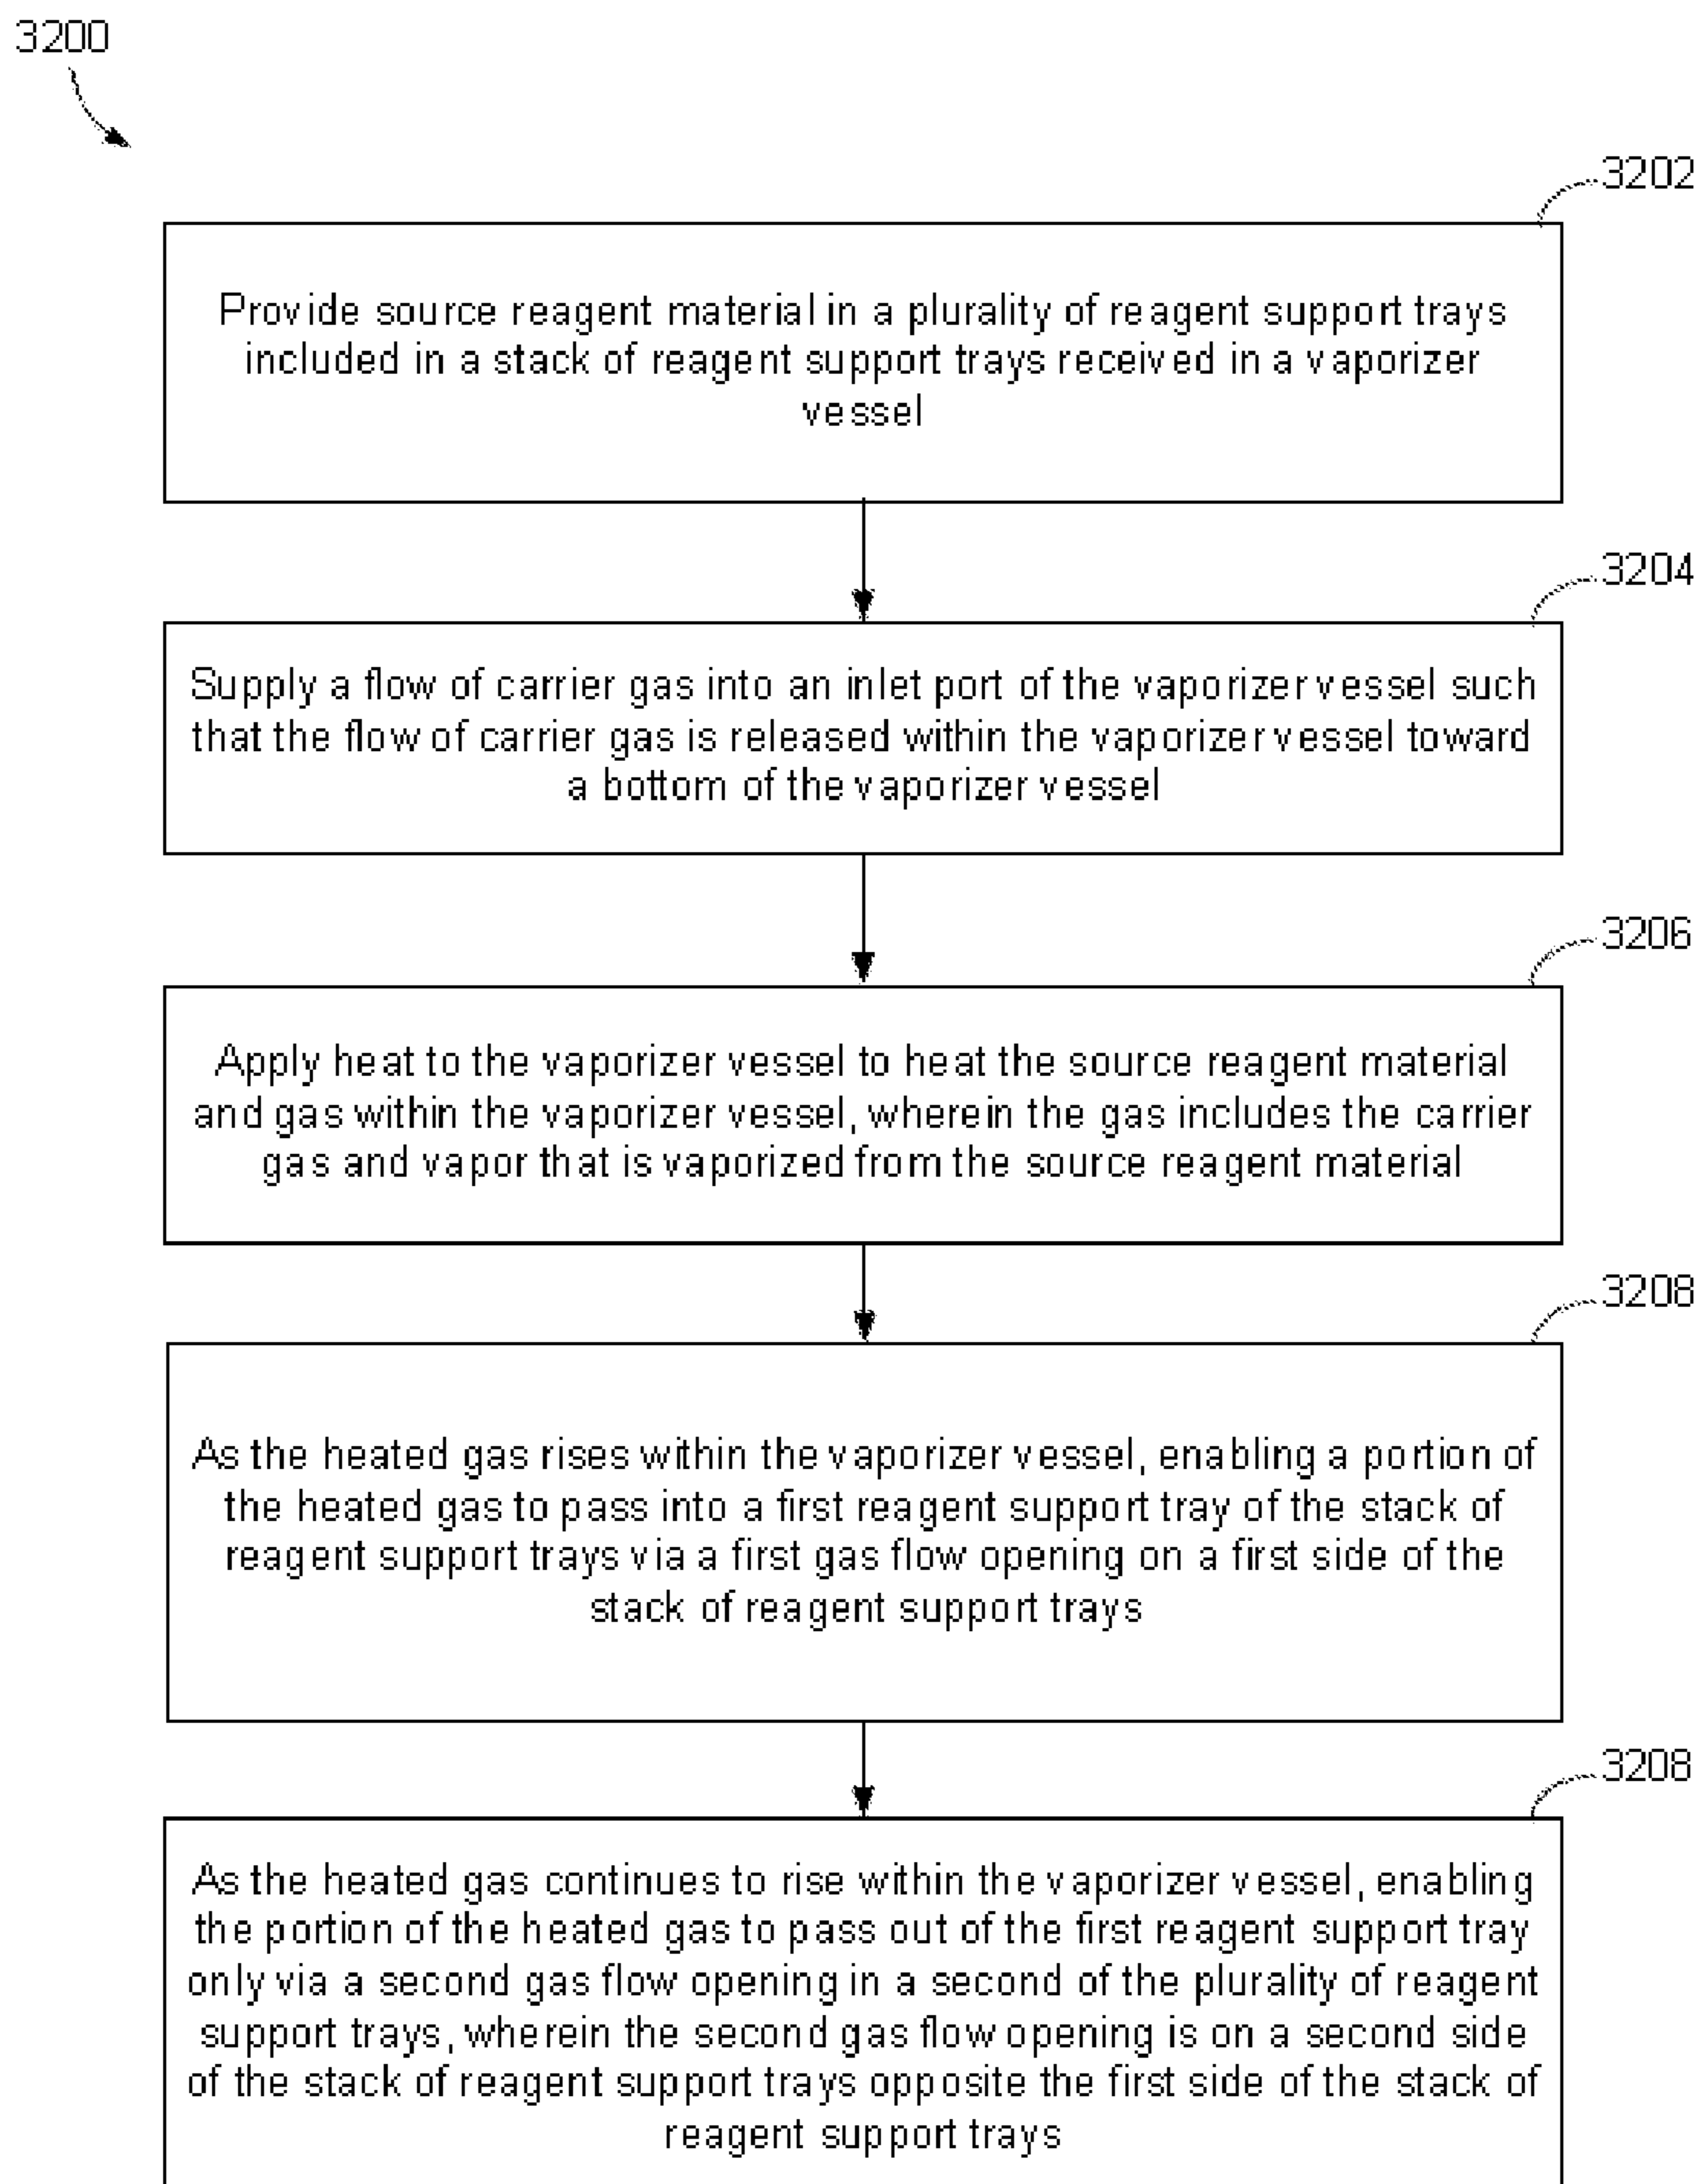 3200
3202
Provide source reagent material in a plurality of reagent support trays
included in a stack of reagent support trays received in a vaporizer
vessel
3204
Supply a flow of carrier gas into an inlet port of the vaporizer vessel such
that the flow of carrier gas is released within the vaporizer vessel toward
a bottom of the vaporizer vessel
3206
Apply heat to the vaporizer vessel to heat the source reagent material
and gas within the vaporizer vessel, wherein the gas includes the carrier
gas and vapor that is vaporized from the source reagent material
3208
As the heated gas rises within the vaporizer vessel, enabling a portion of
the heated gas to pass into a first reagent support tray of the stack of
reagent support trays via a first gas flow opening on a first side of the
stack of reagent support trays
3208
As the heated gas continues to rise within the vaporizer vessel, enabling
the portion of the heated gas to pass out of the first reagent support tray
only via a second gas flow opening in a second of the plurality of reagent
support trays, wherein the second gas flow opening is on a second side
of the stack of reagent support trays opposite the first side of the stack of
reagent support trays